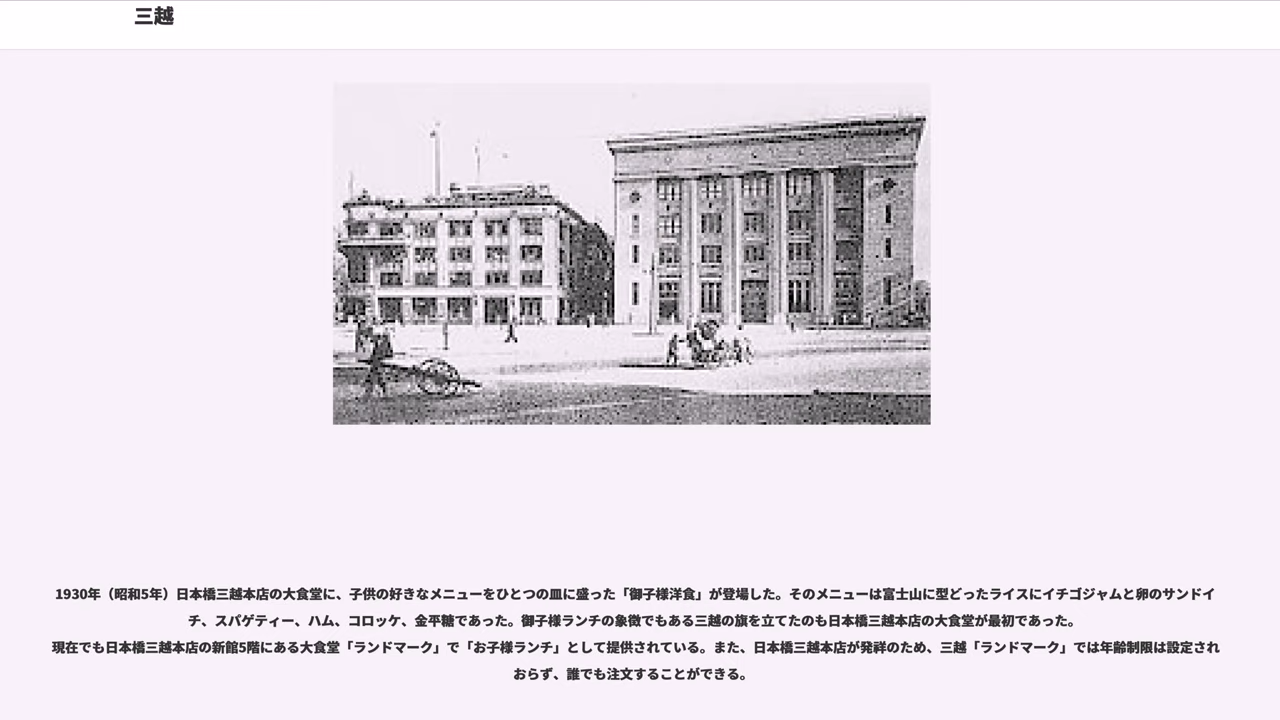 三越
1930年（昭和5年）日本橋三越本店の大食堂に、子供の好きなメニューをひとつの皿に盛った「御子様洋食」が登場した。そのメニューは富士山に型どったライスにイチゴジャムと卵のサンドイ
チ、スパゲティー、ハム、コロッケ、金平糖であった。御子様ランチの象徴でもある三越の旗を立てたのも日本橋三越本店の大食堂が最初であった。
現在でも日本橋三越本店の新館5階にある大食堂「ランドマーク」で「お子様ランチ」として提供されている。また、日本橋三越本店が発祥のため、三越「ランドマーク」では年齢制限は設定され
おらず、誰でも注文することができる。